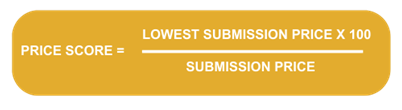 LOWEST SUBMISSION PRICE X 100
PRICE SCORE =
SUBMISSION PRICE